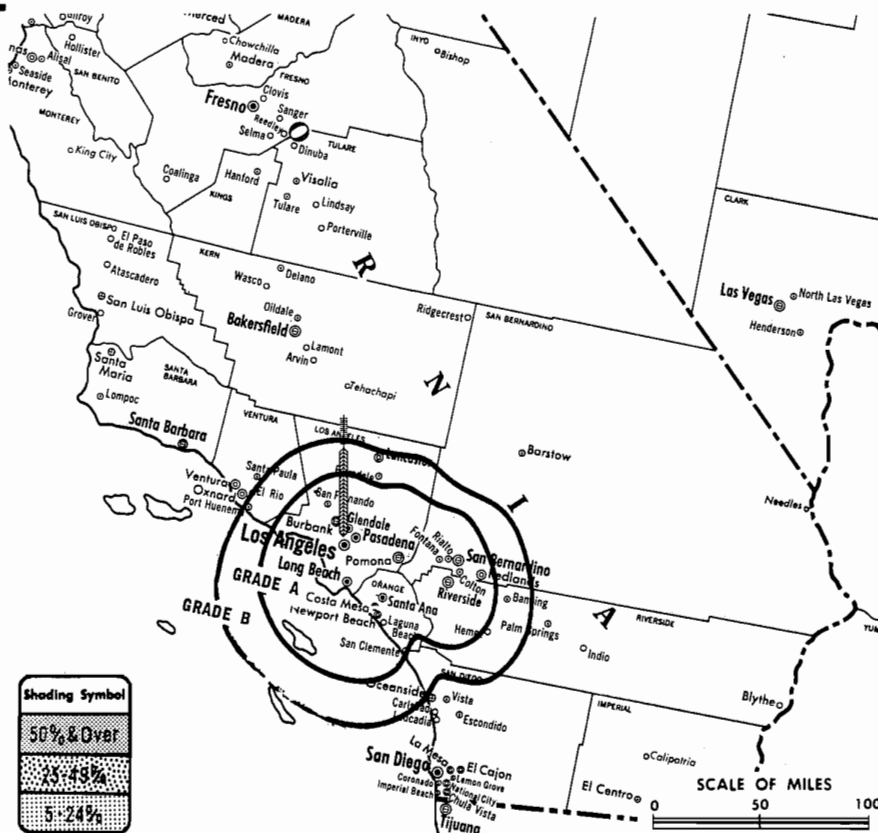 Gilroy
Hollister
Alisal
Seaside
SAN BENITO
MONTEREY
King City
MADERA
Chowchilla
Madera
FRESNO
Clovis
Fresno
Sanger
Reedley
Selma
Dinuba
TULARE
INYO
Bishop
Coalinga
Hanford
KINGS
Visalia
Tulare
Lindsay
Porterville
CLARK
Las Vegas
North Las Vegas
Henderson
SAN LUIS OBISPO
El Paso
de Robles
Atascadero
San Luis Obispa
Grover
KERN
Wasco
Delano
Oildale
Bakersfield
Lamont
Arvin
Tehachapi
Ridgecrest
SAN BERNARDINO
R
N
I
A
Santa
Maria
SANTA
BARBARA
Lompoc
Santa Barbara
VENTURA
LOS ANGELES
Lancaster
Barstow
Needles
Santa Paula
Ventura
Oxnard
El Rio
Port Huenem
Burbank
Glendale
Pasadena
Los Angeles
Pomona
Fontana
Rialto
San Bernardino
Redlands
Colton
Riverside
Long Beach
GRADE A
GRADE B
ORANGE
Santa Ana
Costa Mesa
Newport Beach
Laguna
Beach
San Clemente
Hemet
Banning
Palm Springs
RIVERSIDE
Indio
Blythe
YUM
SAN DIEGO
Oceanside
Vista
Carlsbad
Leucadia
Escondido
IMPERIAL
Calipatria
El Centro
La Mesa
El Cajon
San Diego
Lemon Grove
Coronado
National City
Imperial Beach
Chula Vista
Tijuana
Shading Symbol
50% & Over
25-49%
5-24%
SCALE OF MILES
0 50 100